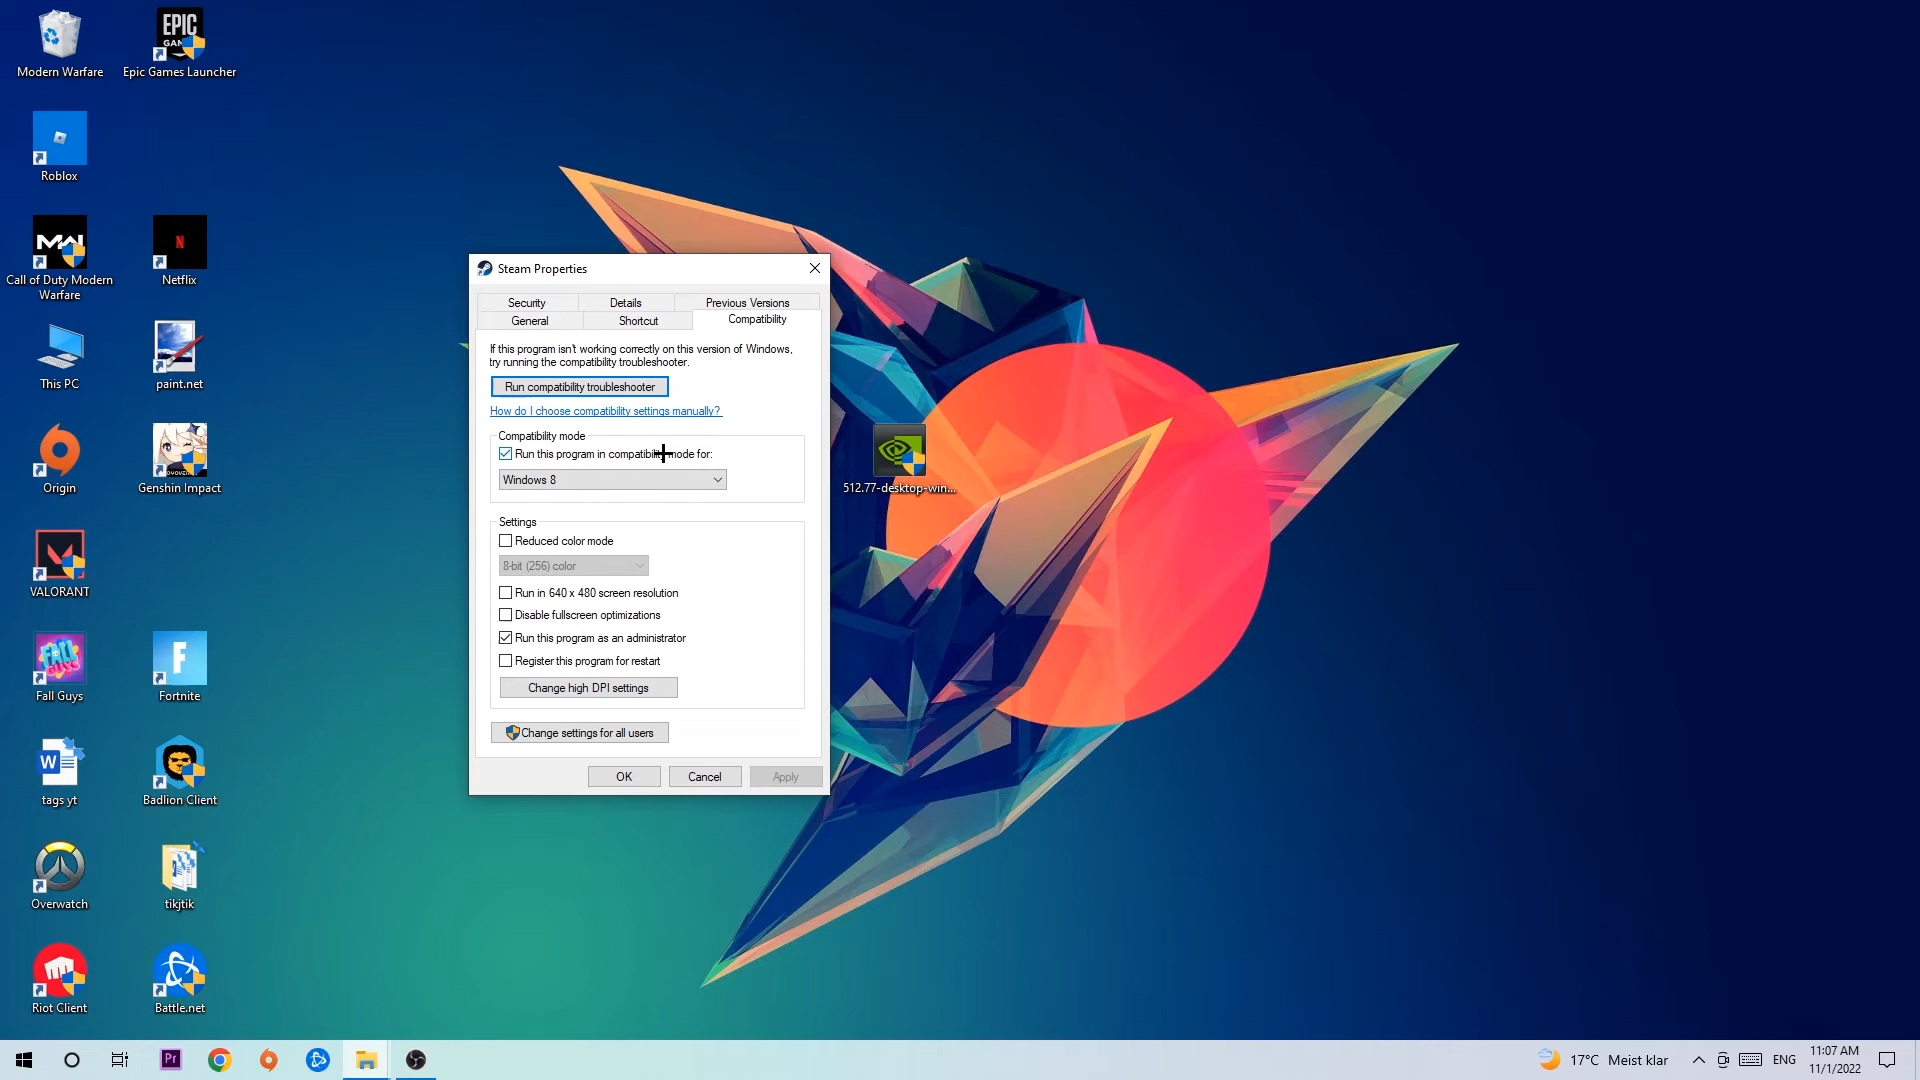 Modern Warfare
EPIC
GAMES
Epic Games Launcher
Roblox
MW
Call of Duty Modern
Warfare
N
Netflix
This PC
paint.net
Origin
Genshin Impact
VALORANT
FALL
GUYS
Fall Guys
F
Fortnite
W
tags yt
Badlion Client
Overwatch
tikjtik
Riot Client
Battle.net
Steam Properties
Security
Details
Previous Versions
General
Shortcut
Compatibility
If this program isn't working correctly on this version of Windows,
try running the compatibility troubleshooter.
Run compatibility troubleshooter
How do I choose compatibility settings manually?
Compatibility mode
Run this program in compatibility mode for:
Windows 8
Settings
Reduced color mode
8-bit (256) color
Run in 640 x 480 screen resolution
Disable fullscreen optimizations
Run this program as an administrator
Register this program for restart
Change high DPI settings
Change settings for all users
OK
Cancel
Apply
512.77-desktop-win...
Pr
17°C Meist klar
ENG
11:07 AM
11/1/2022